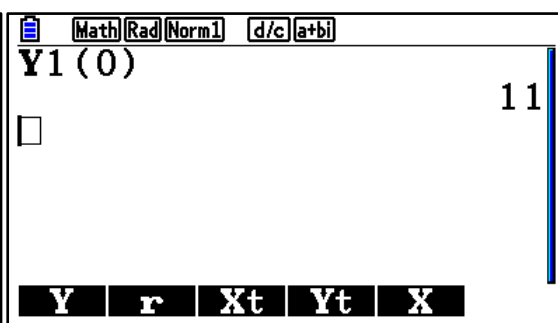 Math Rad Norm1 d/c a+bi
Y1(0)
11
Y r Xt Yt X